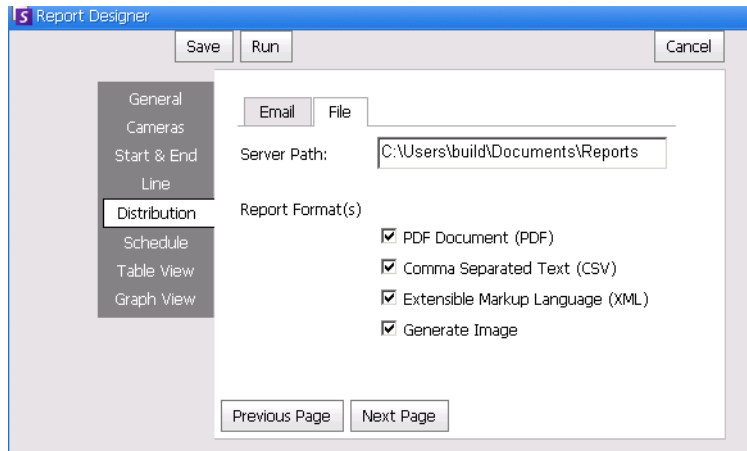 S Report Designer
Save Run Cancel
General
Cameras
Start & End
Line
Distribution
Schedule
Table View
Graph View
Email File
Server Path: C:\Users\build\Documents\Reports
Report Format(s)
PDF Document (PDF)
Comma Separated Text (CSV)
Extensible Markup Language (XML)
Generate Image
Previous Page Next Page